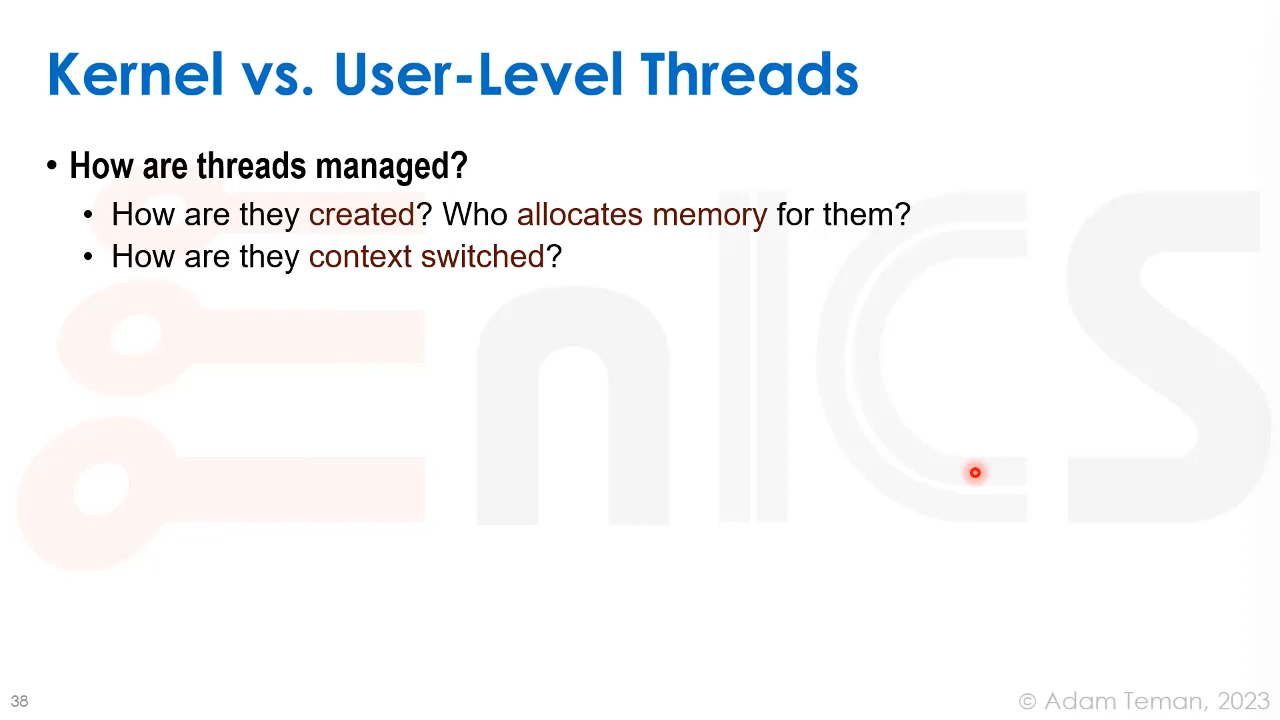 Kernel vs. User-Level Threads
• How are threads managed?
• How are they created? Who allocates memory for them?
• How are they context switched?
EnICS
38
© Adam Teman, 2023